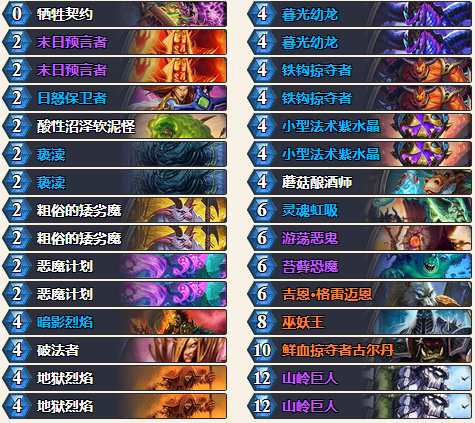 0 牺牲契约
2 末日预言者
2 末日预言者
2 日怒保卫者
2 酸性沼泽软泥怪
2 亵渎
2 亵渎
2 粗俗的矮劣魔
2 粗俗的矮劣魔
2 恶魔计划
2 恶魔计划
4 暗影烈焰
4 破法者
4 地狱烈焰
4 地狱烈焰
4 暮光幼龙
4 暮光幼龙
4 铁钩掠夺者
4 铁钩掠夺者
4 小型法术紫水晶
4 小型法术紫水晶
4 蘑菇酿酒师
6 灵魂虹吸
6 游荡恶鬼
6 苔藓恐魔
6 吉恩·格雷迈恩
8 巫妖王
10 鲜血掠夺者古尔丹
12 山岭巨人
12 山岭巨人